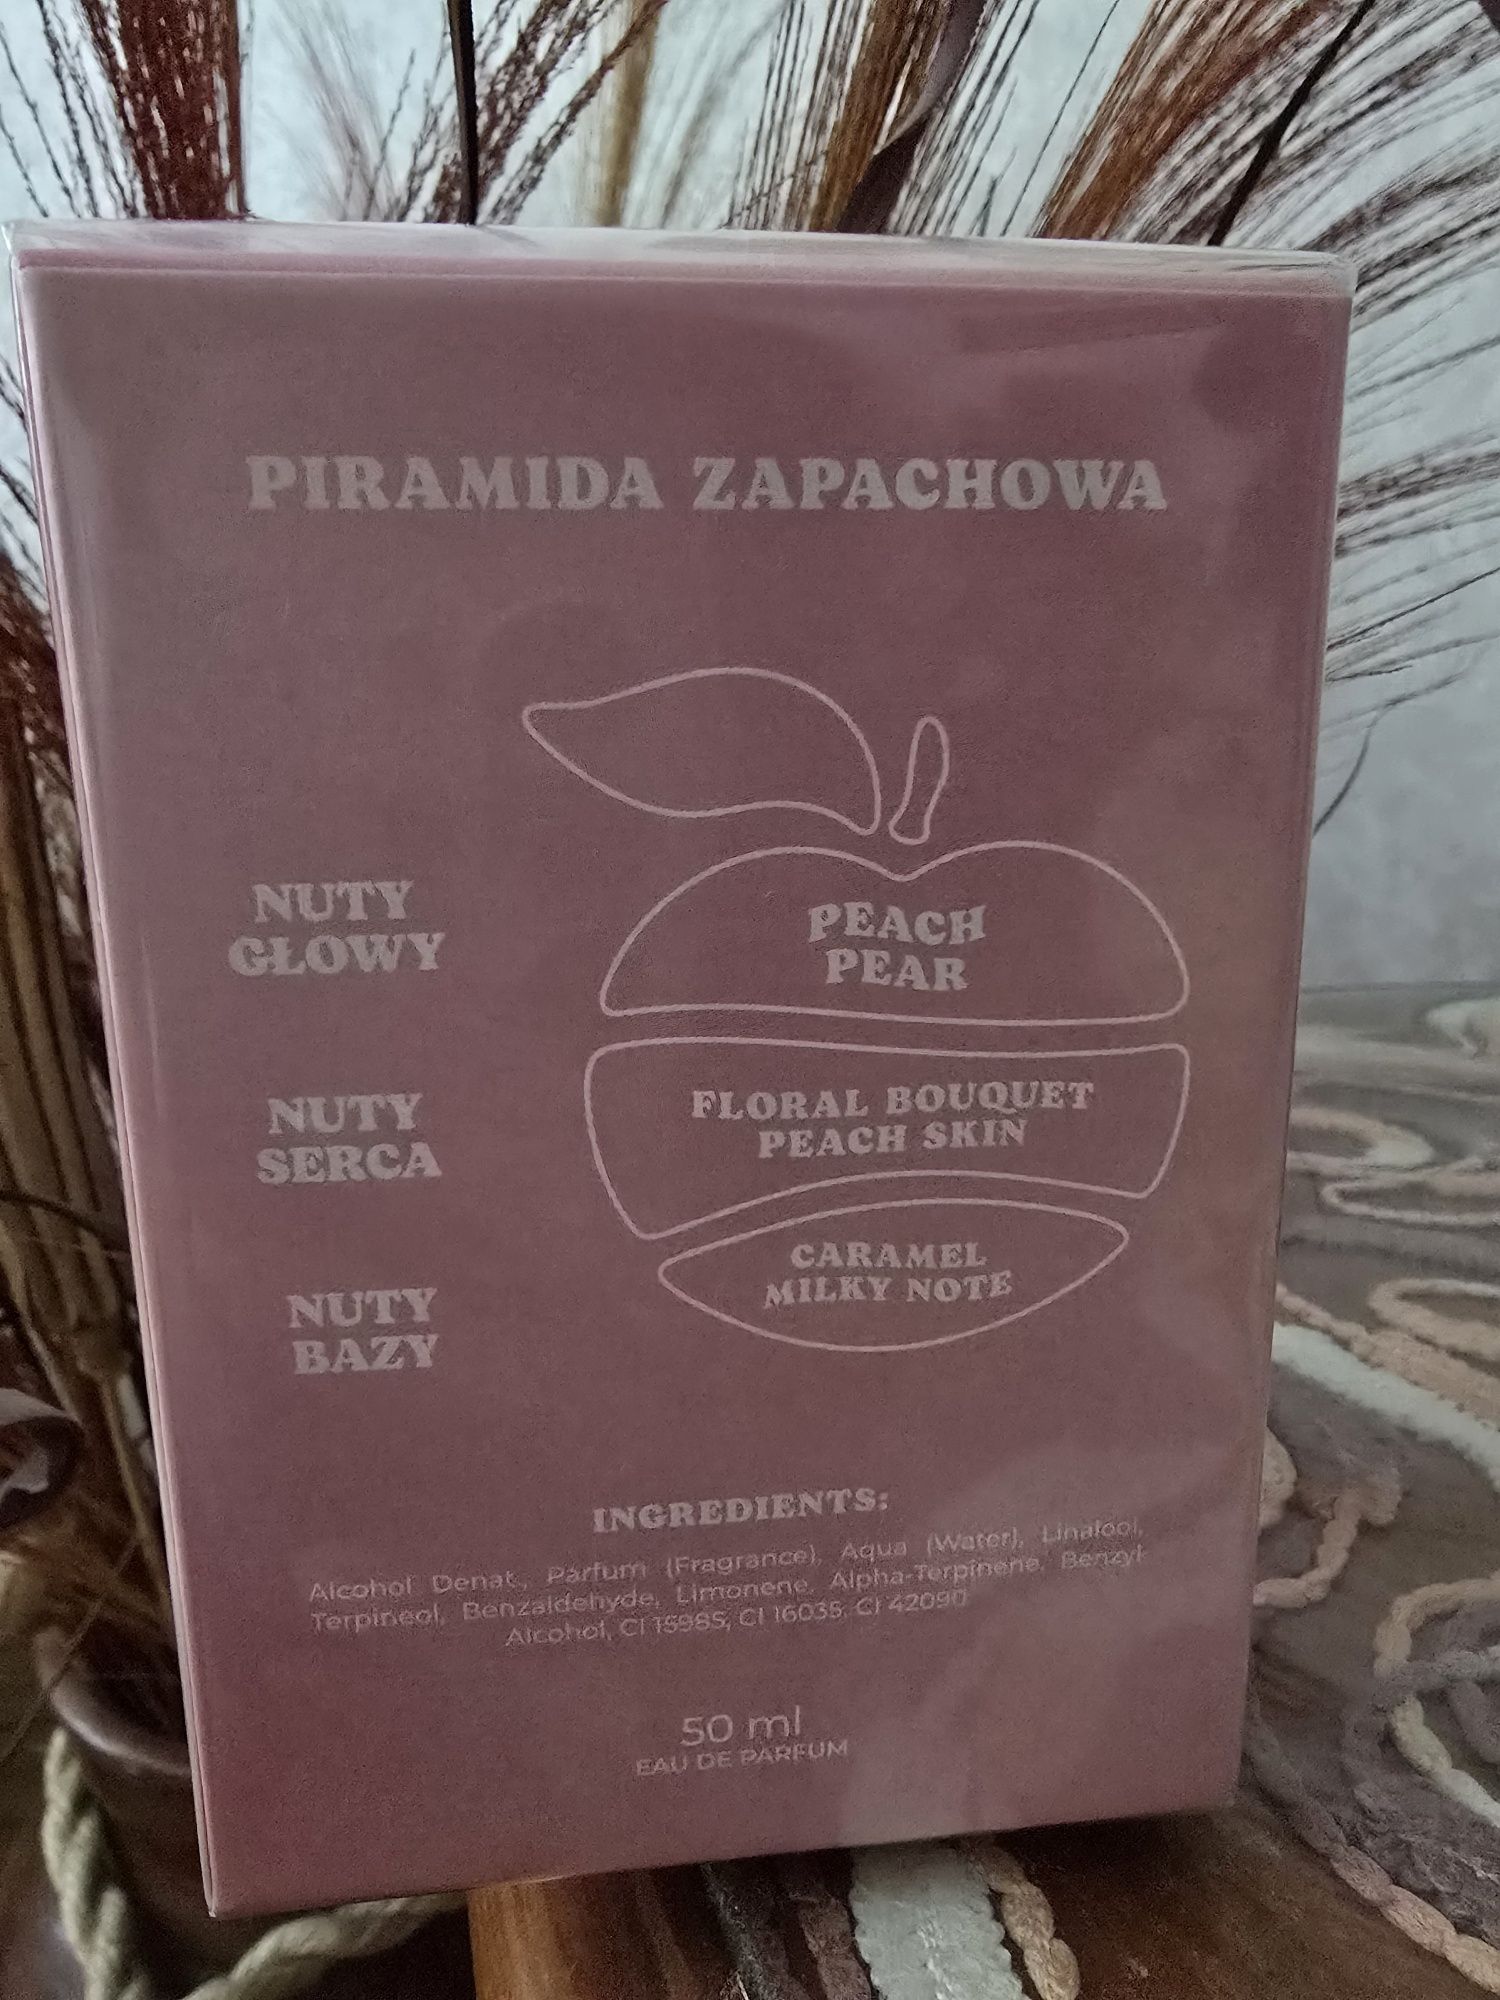 PIRAMIDA ZAPACHOWA
NUTY
GŁOWY
PEACH
PEAR
NUTY
SERCA
FLORAL BOUQUET
PEACH SKIN
NUTY
BAZY
CARAMEL
MILKY NOTE
INGREDIENTS:
Alcohol Denat., Parfum (Fragrance), Aqua (Water), Linalool,
Terpineol, Benzaldehyde, Limonene, Alpha-Terpinene, Benzyl
Alcohol, CI 15985, CI 16035, CI 42090
50 ml
EAU DE PARFUM